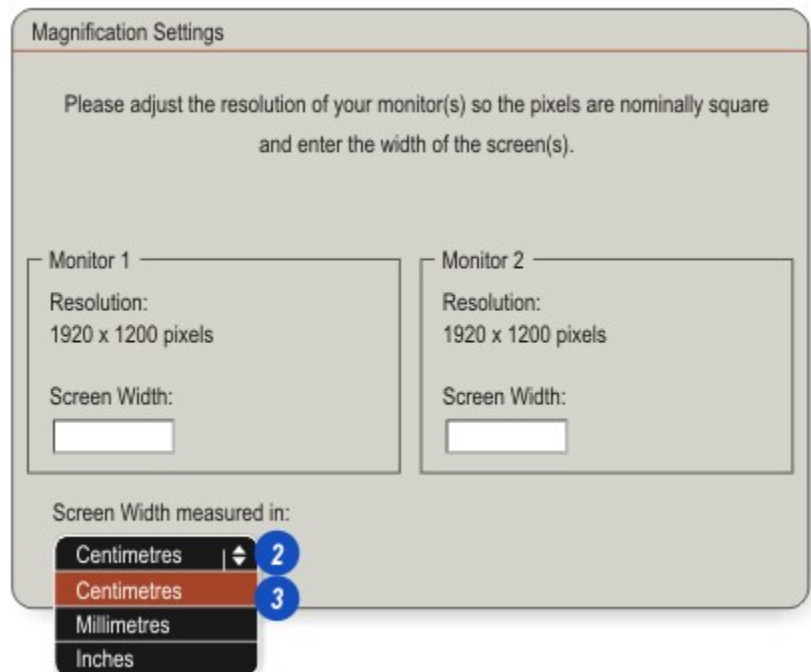 Magnification Settings
Please adjust the resolution of your monitor(s) so the pixels are nominally square
and enter the width of the screen(s).
Monitor 1
Resolution:
1920 x 1200 pixels
Screen Width:
Monitor 2
Resolution:
1920 x 1200 pixels
Screen Width:
Screen Width measured in:
Centimetres
2
Centimetres
3
Millimetres
Inches